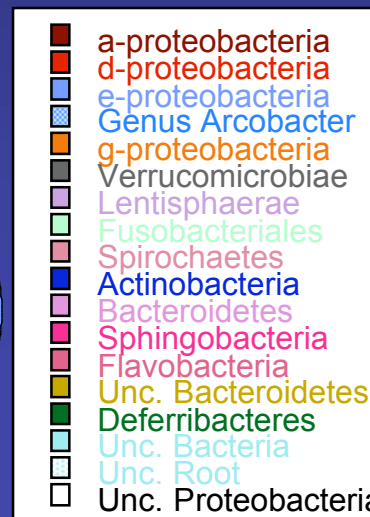 a-proteobacteria
d-proteobacteria
e-proteobacteria
Genus Arcobacter
g-proteobacteria
Verrucomicrobiae
Lentisphaerae
Fusobacteriales
Spirochaetes
Actinobacteria
Bacteroidetes
Sphingobacteria
Flavobacteria
Unc. Bacteroidetes
Deferribacteres
Unc. Bacteria
Unc. Root
Unc. Proteobacteria